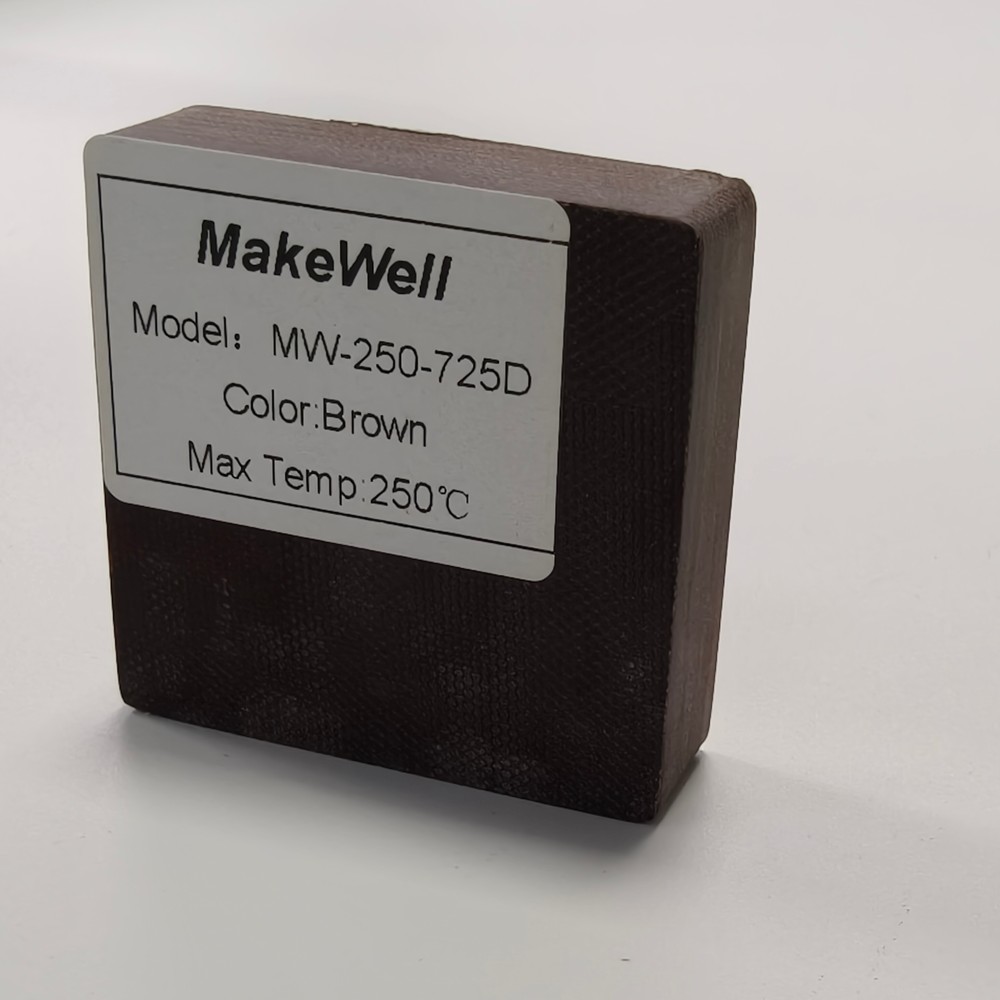 MakeWell
Model： MW-250-725D
Color:Brown
Max Temp:250℃